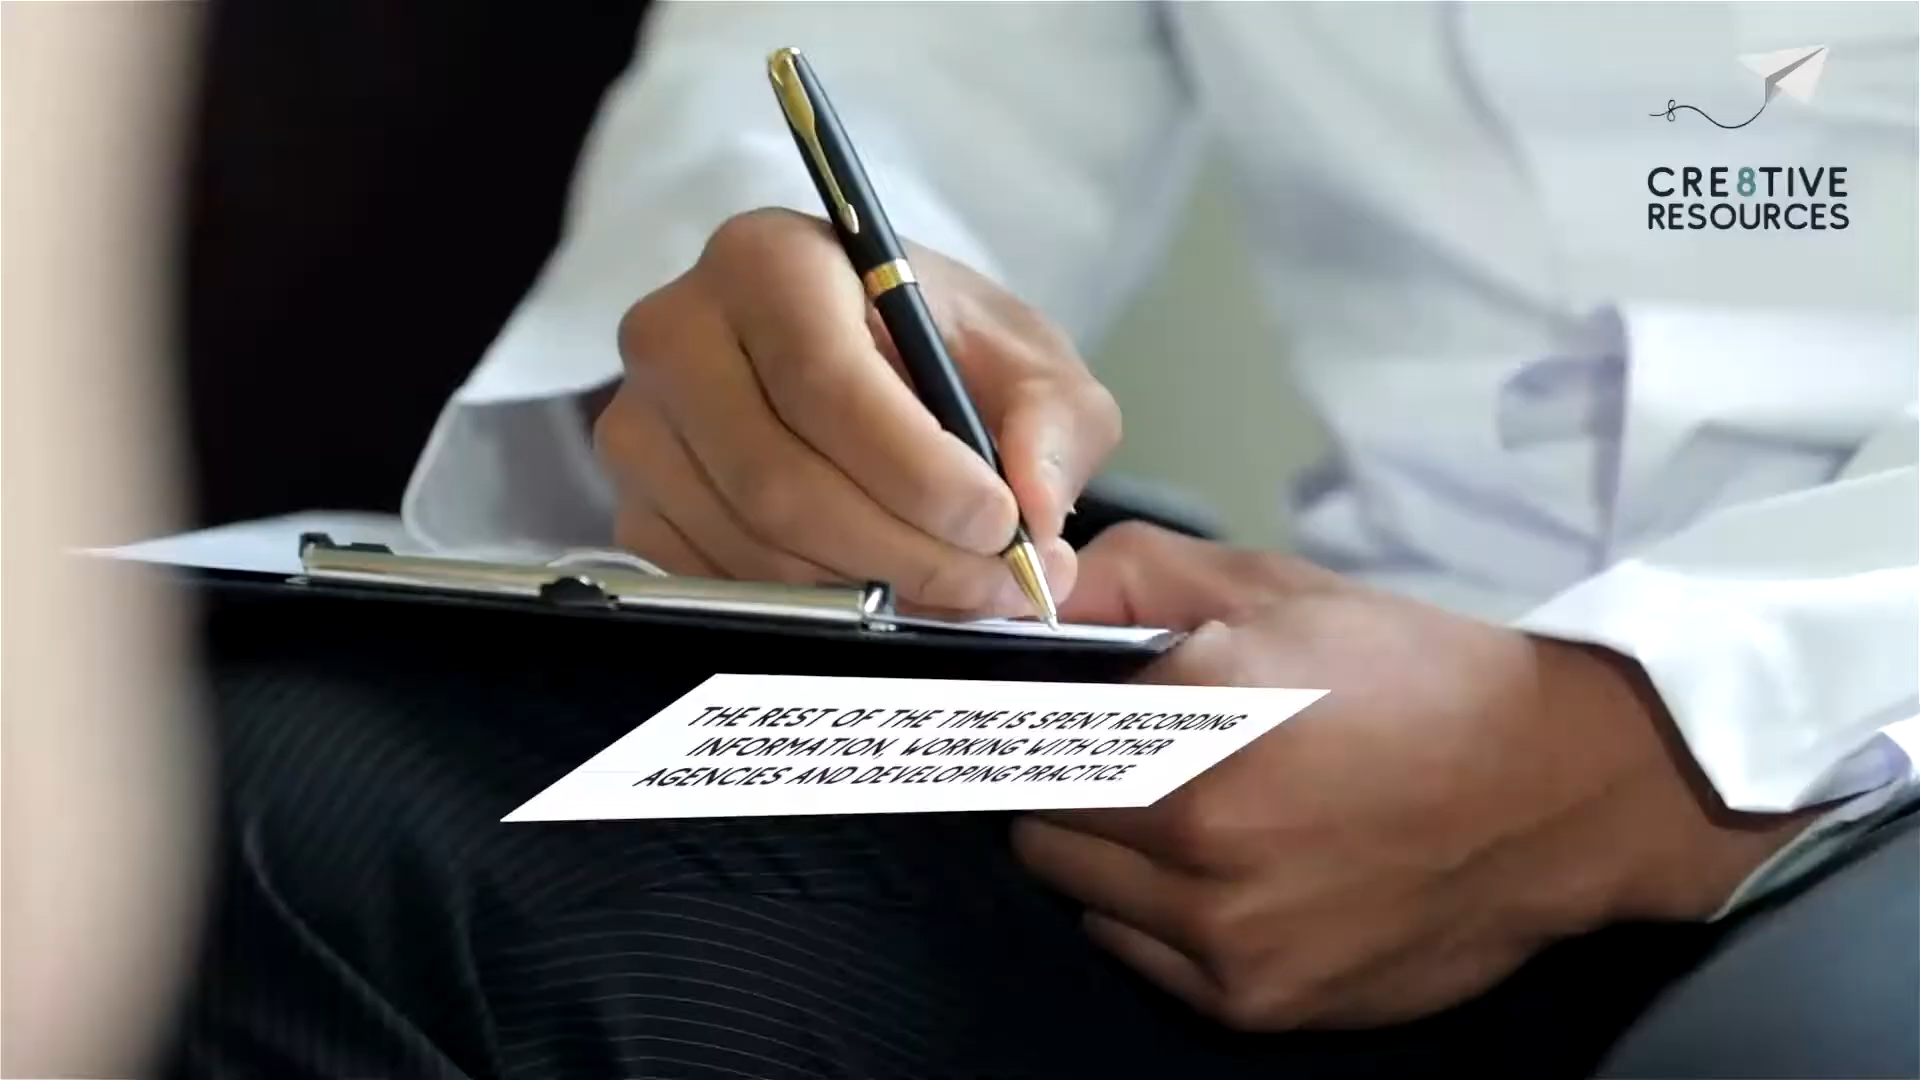 CRE8TIVE
RESOURCES
THE REST OF THE TIME IS SPENT RECORDING
INFORMATION, WORKING WITH OTHER
AGENCIES AND DEVELOPING PRACTICE.